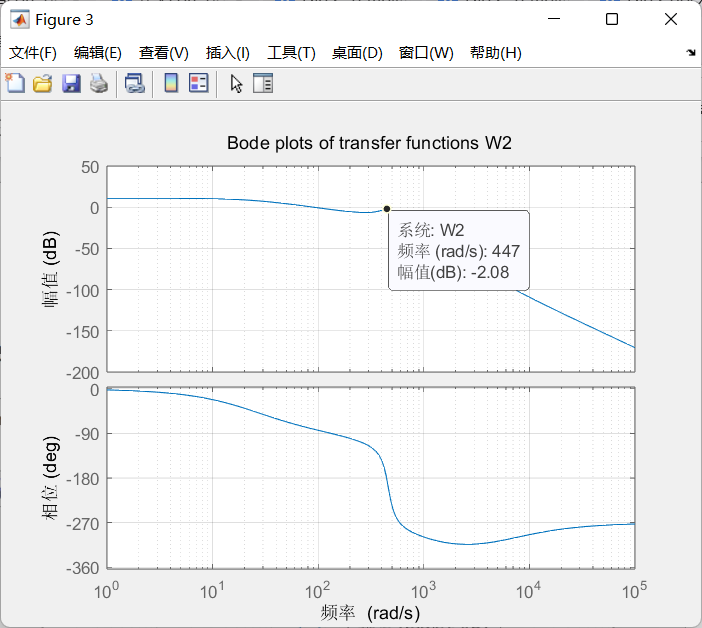 Figure 3
文件(F) 编辑(E) 查看(V) 插入(I) 工具(T) 桌面(D) 窗口(W) 帮助(H)
Bode plots of transfer functions W2
幅值 (dB)
50
0
-50
-100
-150
-200
系统: W2
频率 (rad/s): 447
幅值(dB): -2.08
相位 (deg)
0
-90
-180
-270
-360
10^0 10^1 10^2 10^3 10^4 10^5
频率 (rad/s)